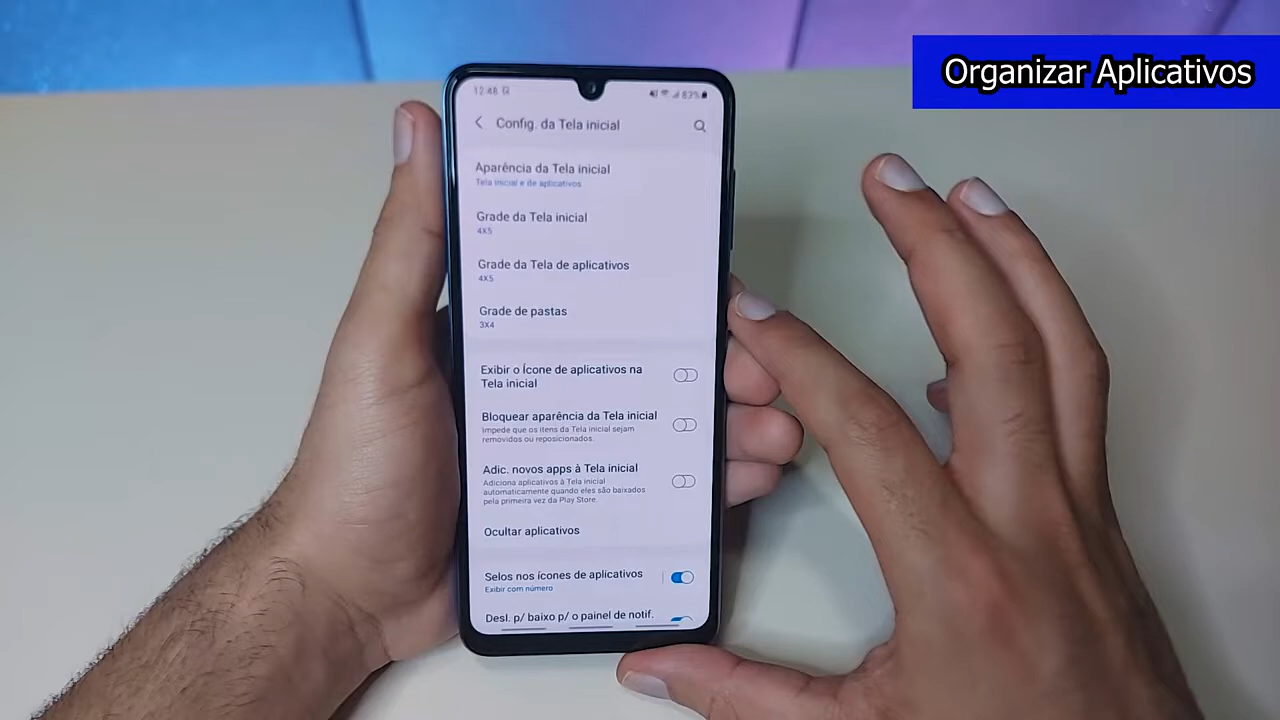 Organizar Aplicativos
12:48 G
83%
Config. da Tela inicial
Aparência da Tela inicial
Tela inicial e de aplicativos
Grade da Tela inicial
4X5
Grade da Tela de aplicativos
4X5
Grade de pastas
3X4
Exibir o ícone de aplicativos na
Tela inicial
Bloquear aparência da Tela inicial
Impede que os itens da Tela inicial sejam
removidos ou reposicionados.
Adic. novos apps à Tela inicial
Adiciona aplicativos à Tela inicial
automaticamente quando eles são baixados
pela primeira vez da Play Store.
Ocultar aplicativos
Selos nos ícones de aplicativos
Exibir com número
Desl. p/ baixo p/ o painel de notif.